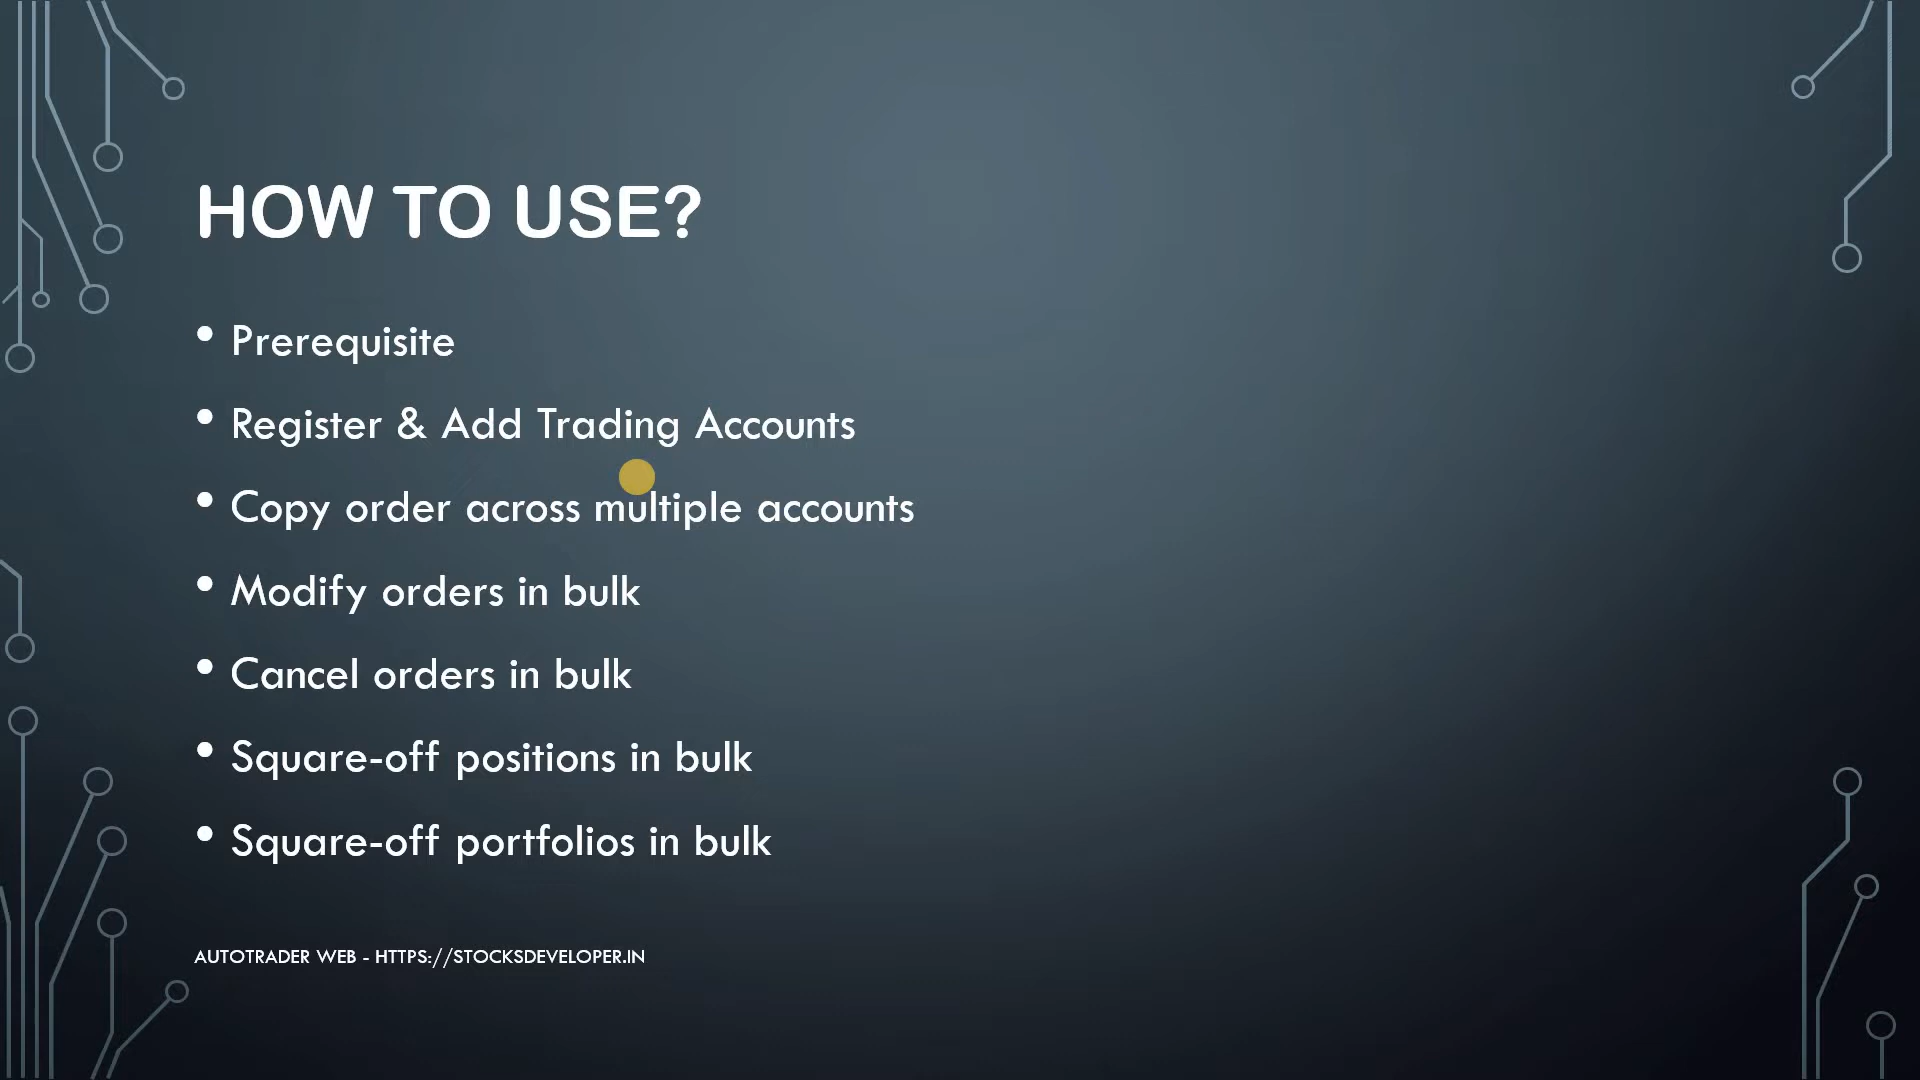 HOW TO USE?
• Prerequisite
• Register & Add Trading Accounts
• Copy order across multiple accounts
• Modify orders in bulk
• Cancel orders in bulk
• Square-off positions in bulk
• Square-off portfolios in bulk
AUTOTRADER WEB - HTTPS://STOCKSDEVELOPER.IN